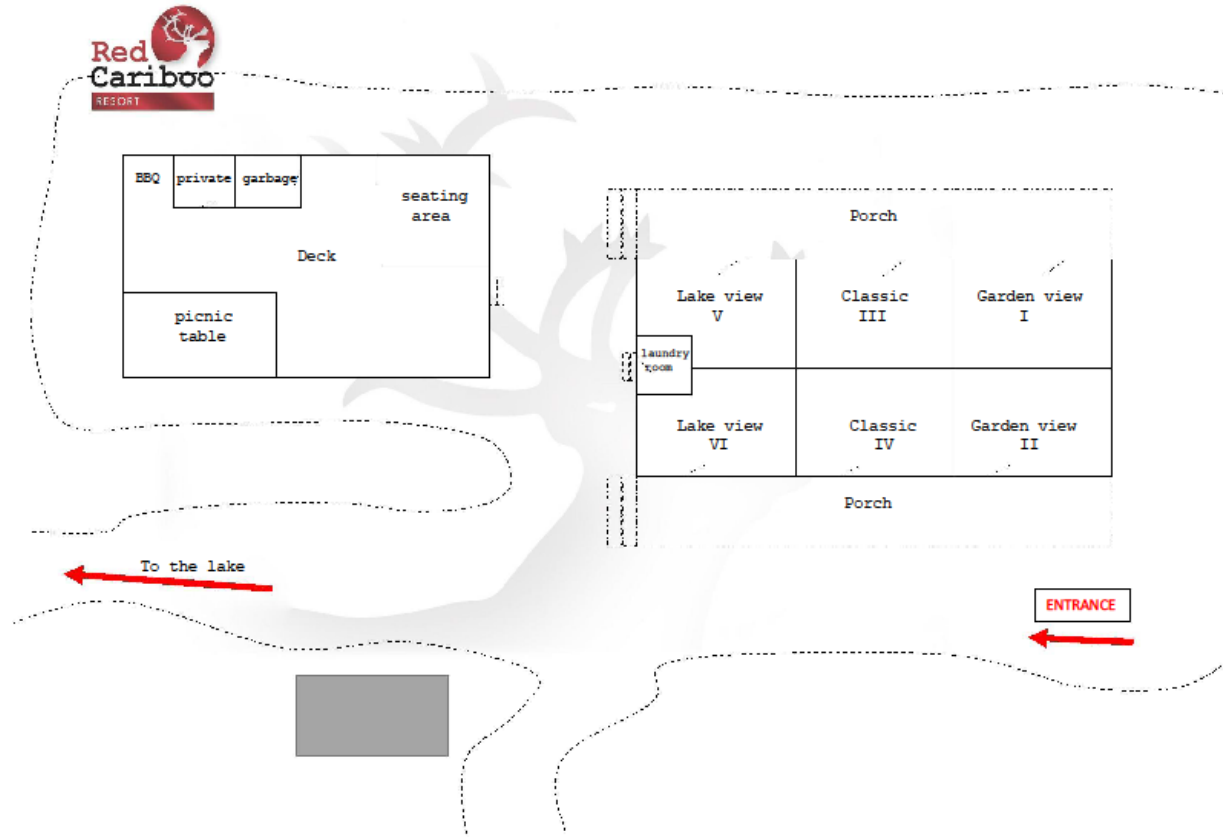 Red
Cariboo
RESORT
BBQ
private
garbage
seating
area
Deck
picnic
table
Porch
Lake view
V
Classic
III
Garden view
I
laundry
room
Lake view
VI
Classic
IV
Garden view
II
Porch
To the lake
ENTRANCE